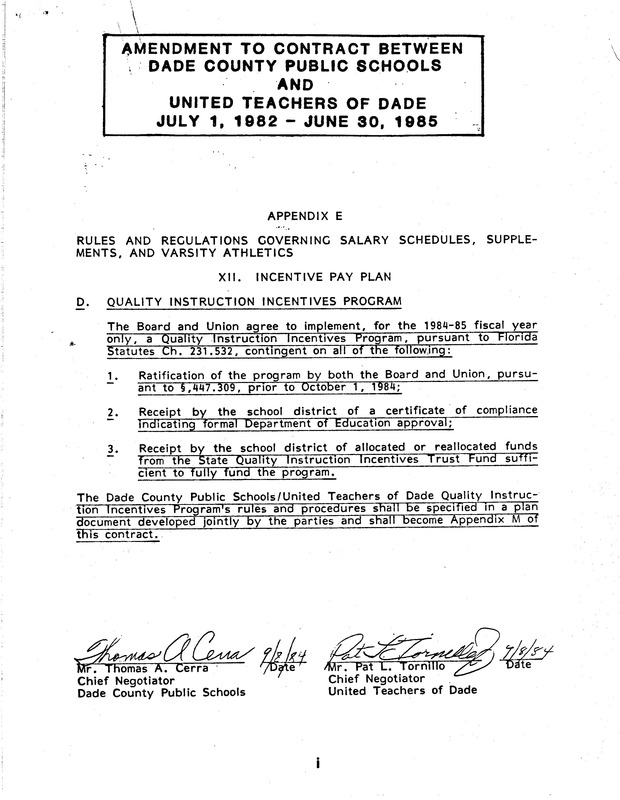 AMENDMENT TO CONTRACT BETWEEN
DADE COUNTY PUBLIC SCHOOLS
AND
UNITED TEACHERS OF DADE
JULY 1, 1982 - JUNE 30, 1985
APPENDIX E
RULES AND REGULATIONS GOVERNING SALARY SCHEDULES, SUPPLE-
MENTS, AND VARSITY ATHLETICS
XII. INCENTIVE PAY PLAN
D. QUALITY INSTRUCTION INCENTIVES PROGRAM
The Board and Union agree to implement, for the 1984-85 fiscal year
only, a Quality Instruction Incentives Program, pursuant to Florida
Statutes Ch. 231.532, contingent on all of the following:
1. Ratification of the program by both the Board and Union, pursu-
ant to §,447.309, prior to October 1, 1984;
2. Receipt by the school district of a certificate of compliance
indicating formal Department of Education approval;
3. Receipt by the school district of allocated or reallocated funds
from the State Quality Instruction Incentives Trust Fund suffi-
cient to fully fund the program.
The Dade County Public Schools/United Teachers of Dade Quality Instruc-
tion Incentives Program's rules and procedures shall be specified in a plan
document developed jointly by the parties and shall become Appendix M of
this contract.
Thomas A Cerra 9/8/84 Pat L Tornillo 9/8/84
Mr. Thomas A. Cerra Date Mr. Pat L. Tornillo Date
Chief Negotiator Chief Negotiator
Dade County Public Schools United Teachers of Dade
i